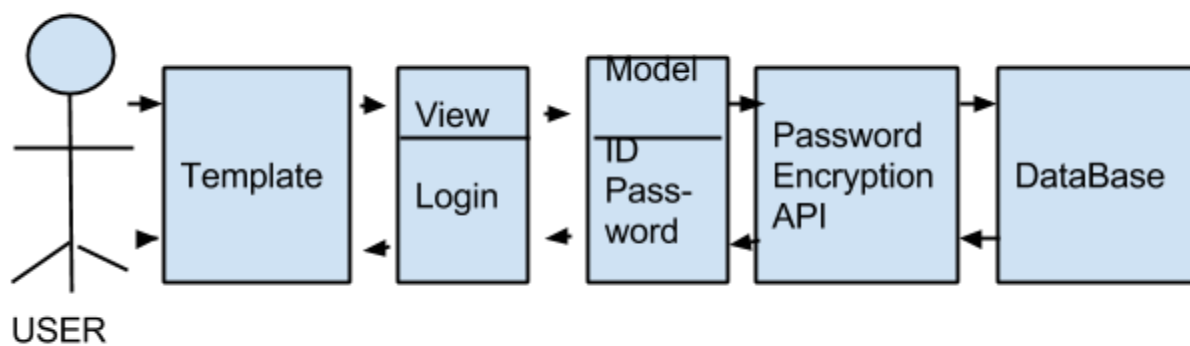 Template
View
Login
Model
ID
Pass-
word
Password
Encryption
API
DataBase
USER